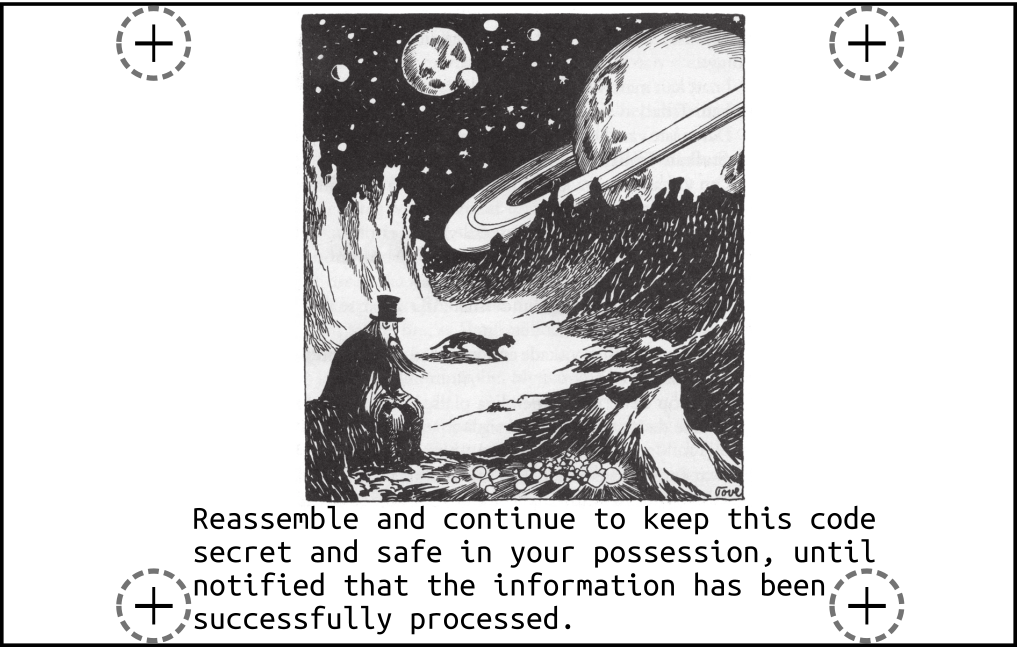 Tove
Reassemble and continue to keep this code
secret and safe in your possession, until
notified that the information has been
successfully processed.